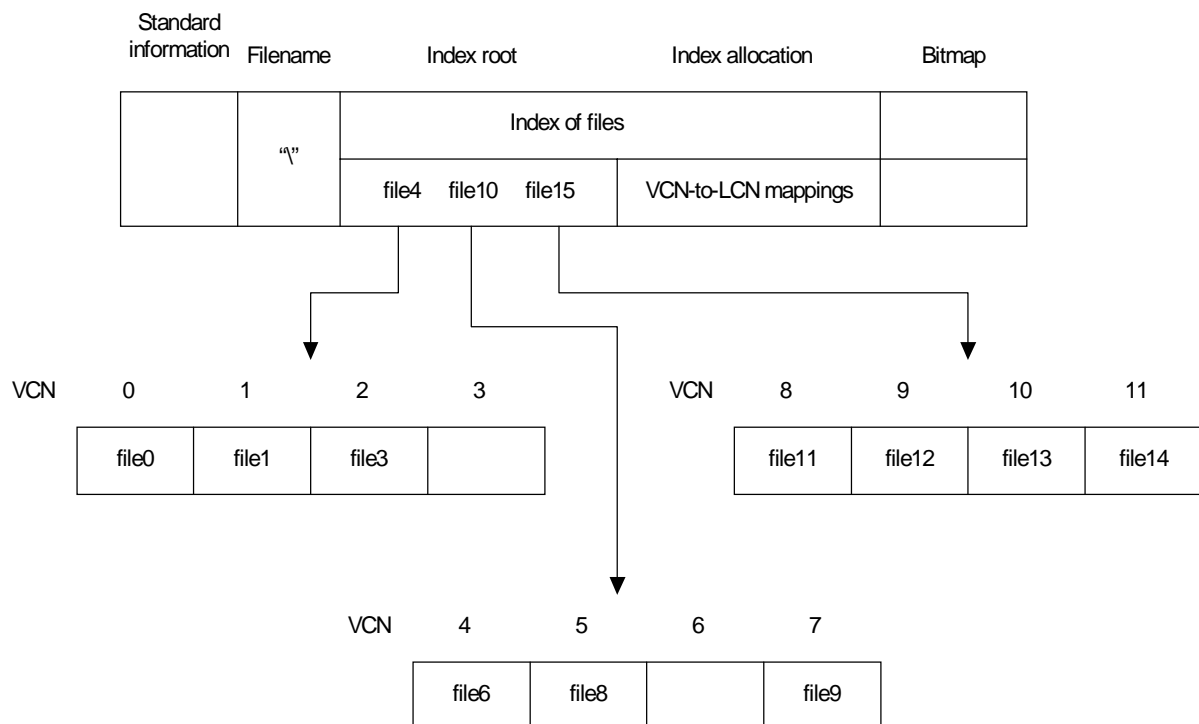 Standard
information
Filename
Index root
Index allocation
Bitmap
Index of files
“\”
file4 file10 file15
VCN-to-LCN mappings
VCN 0 1 2 3
file0 file1 file3
VCN 8 9 10 11
file11 file12 file13 file14
VCN 4 5 6 7
file6 file8 file9